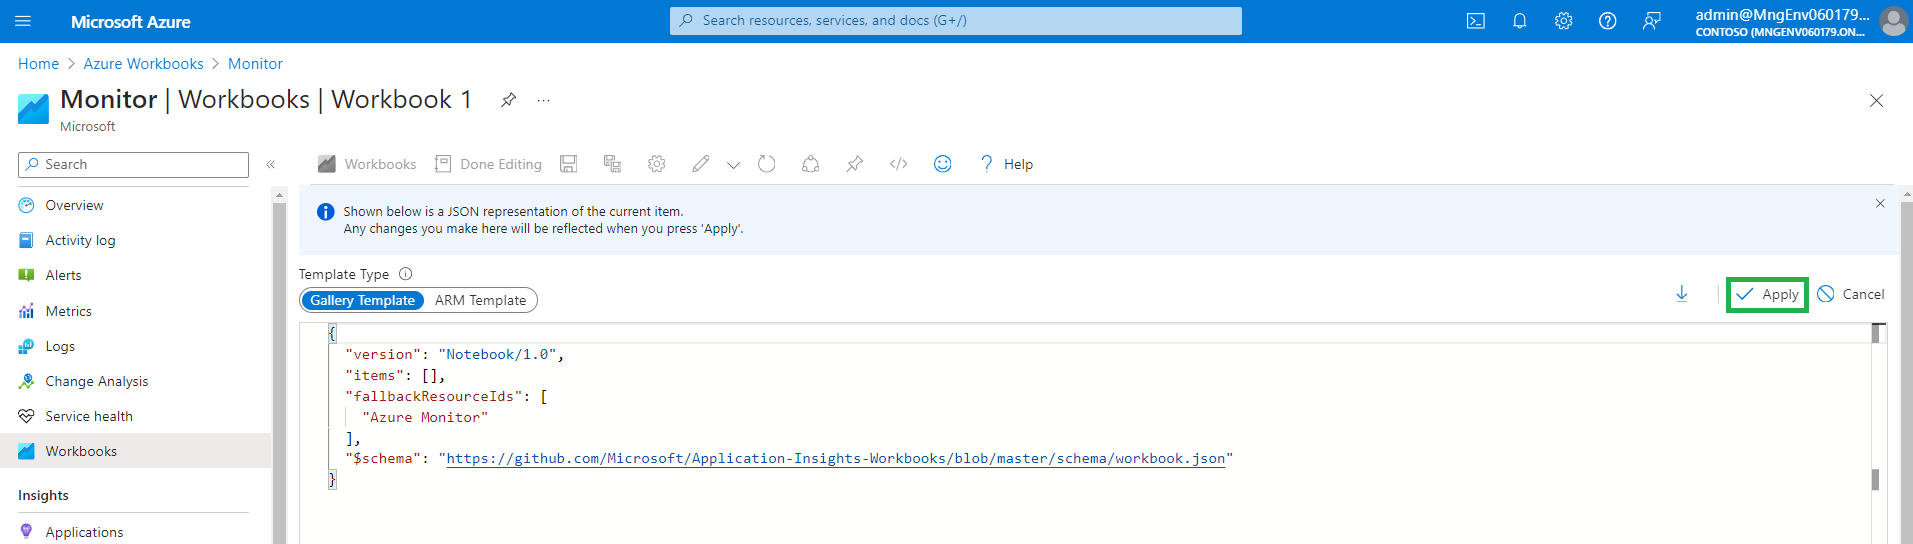 Microsoft Azure
Search resources, services, and docs (G+/)
admin@MngEnv060179...
CONTOSO (MNGENV060179.ON...
Home > Azure Workbooks > Monitor
Monitor | Workbooks | Workbook 1
...
Microsoft
Search
«
Workbooks
Done Editing
</>
? Help
Overview
Activity log
Alerts
Metrics
Logs
Change Analysis
Service health
Workbooks
Insights
Applications
Shown below is a JSON representation of the current item.
Any changes you make here will be reflected when you press 'Apply'.
Template Type
Gallery Template
ARM Template
Apply
Cancel
{
"version": "Notebook/1.0",
"items": [],
"fallbackResourceIds": [
"Azure Monitor"
],
"$schema": "https://github.com/Microsoft/Application-Insights-Workbooks/blob/master/schema/workbook.json"
}